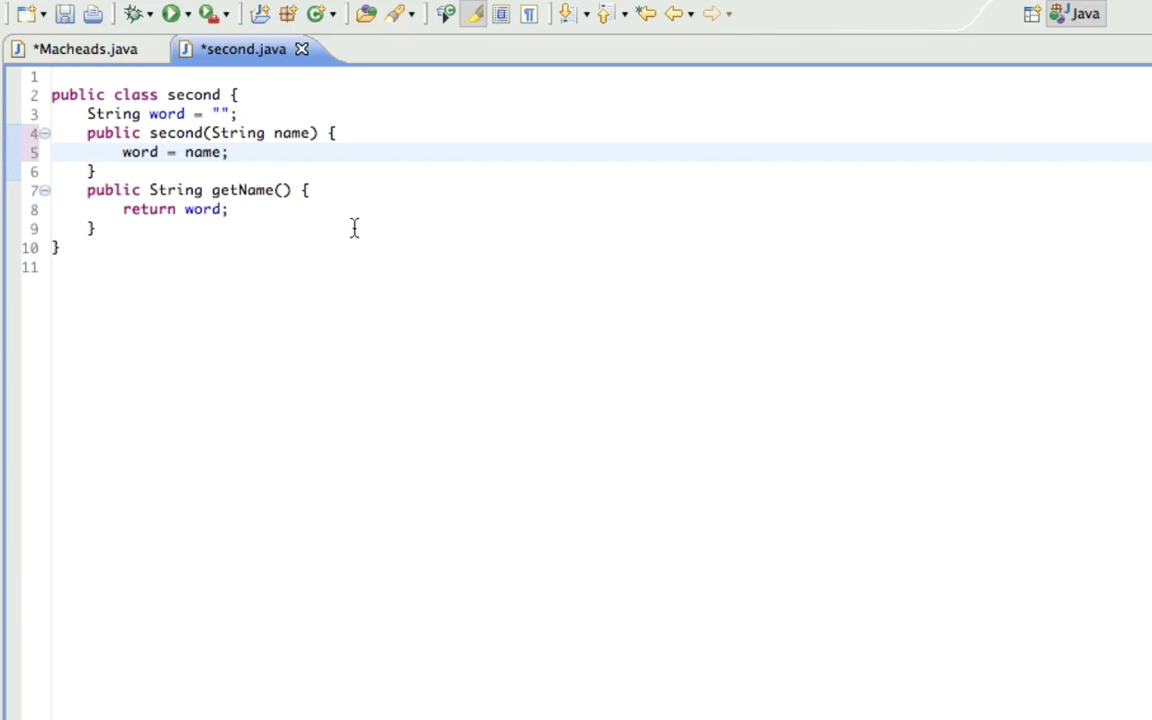 Java
*Macheads.java
*second.java
1
2 public class second {
3 String word = "";
4 public second(String name) {
5 word = name;
6 }
7 public String getName() {
8 return word;
9 }
10 }
11